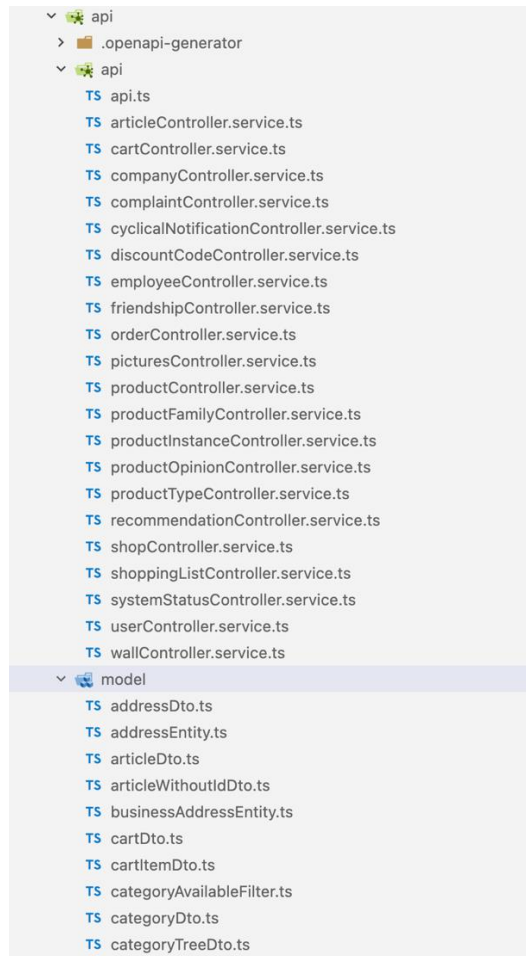 api
.openapi-generator
api
TS api.ts
TS articleController.service.ts
TS cartController.service.ts
TS companyController.service.ts
TS complaintController.service.ts
TS cyclicalNotificationController.service.ts
TS discountCodeController.service.ts
TS employeeController.service.ts
TS friendshipController.service.ts
TS orderController.service.ts
TS picturesController.service.ts
TS productController.service.ts
TS productFamilyController.service.ts
TS productInstanceController.service.ts
TS productOpinionController.service.ts
TS productTypeController.service.ts
TS recommendationController.service.ts
TS shopController.service.ts
TS shoppingListController.service.ts
TS systemStatusController.service.ts
TS userController.service.ts
TS wallController.service.ts
model
TS addressDto.ts
TS addressEntity.ts
TS articleDto.ts
TS articleWithoutIdDto.ts
TS businessAddressEntity.ts
TS cartDto.ts
TS cartItemDto.ts
TS categoryAvailableFilter.ts
TS categoryDto.ts
TS categoryTreeDto.ts